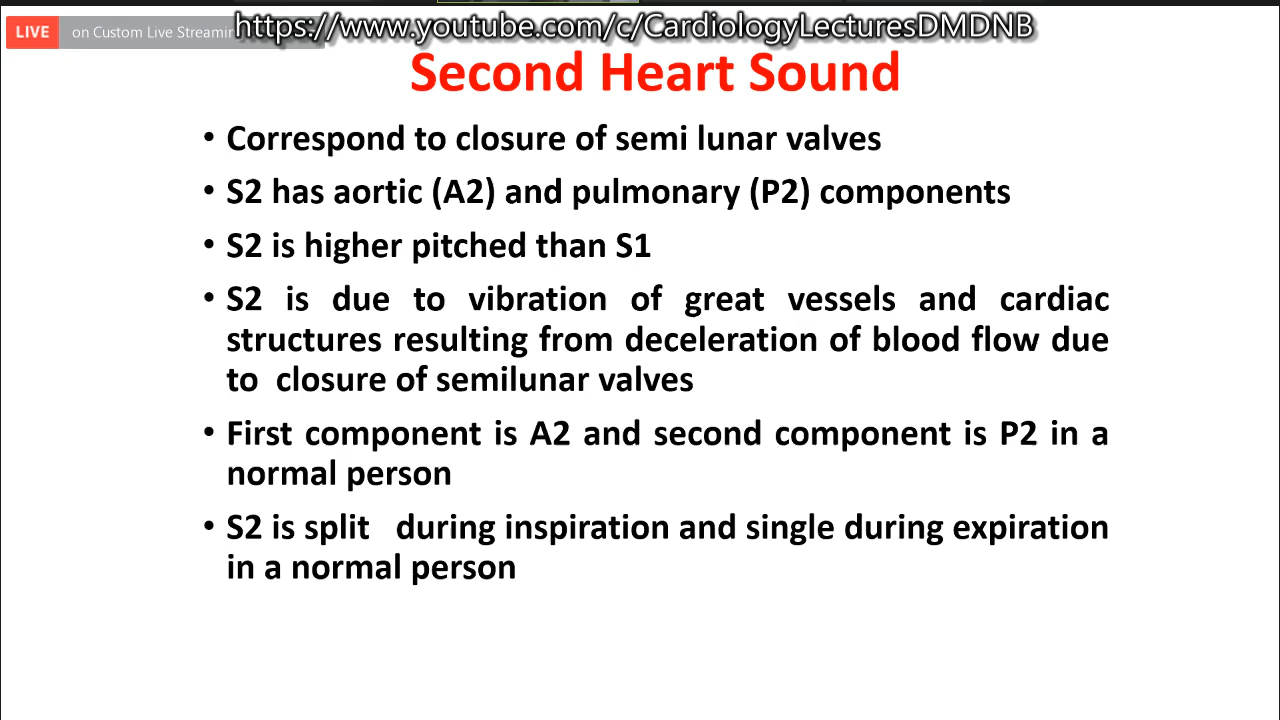 https://www.youtube.com/c/CardiologyLecturesDMDNB
LIVE on Custom Live Streamin
Second Heart Sound
• Correspond to closure of semi lunar valves
• S2 has aortic (A2) and pulmonary (P2) components
• S2 is higher pitched than S1
• S2 is due to vibration of great vessels and cardiac
structures resulting from deceleration of blood flow due
to closure of semilunar valves
• First component is A2 and second component is P2 in a
normal person
• S2 is split during inspiration and single during expiration
in a normal person